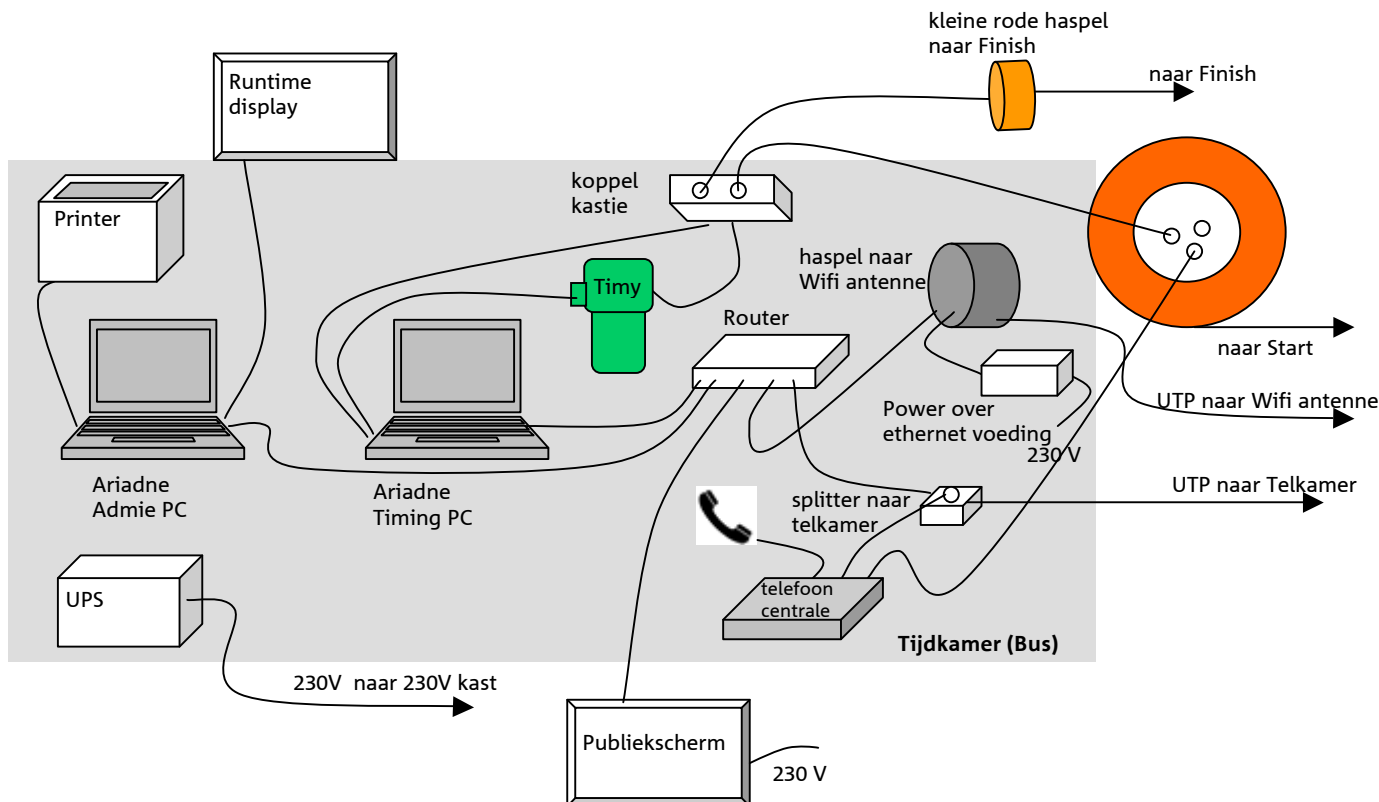 kleine rode haspel
naar Finish
naar Finish
Runtime
display
Printer
koppel
kastje
Timy
haspel naar
Wifi antenne
Router
naar Start
Power over
ethernet voeding
230 V
UTP naar Wifi antenne
Ariadne
Admie PC
Ariadne
Timing PC
splitter naar
telkamer
UTP naar Telkamer
UPS
telefoon
centrale
Tijdkamer (Bus)
230V naar 230V kast
Publiekscherm
230 V